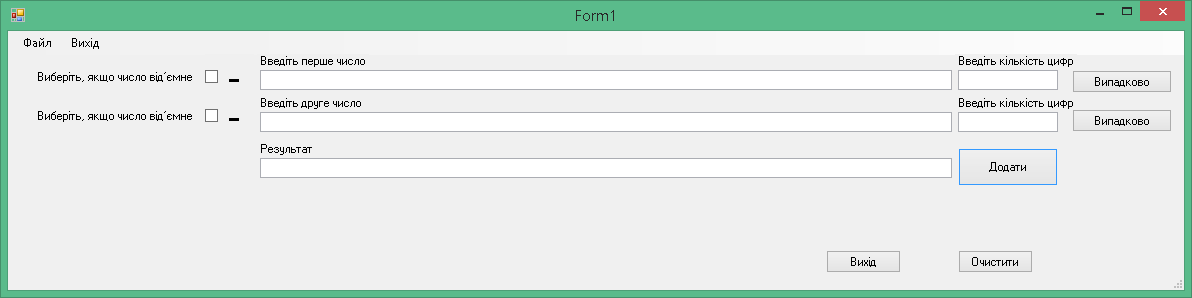 Form1
Файл Вихід
Введіть перше число Введіть кількість цифр
Виберіть, якщо число від´ємне Випадково
Введіть друге число Введіть кількість цифр
Виберіть, якщо число від´ємне Випадково
Результат
Додати
Вихід Очистити